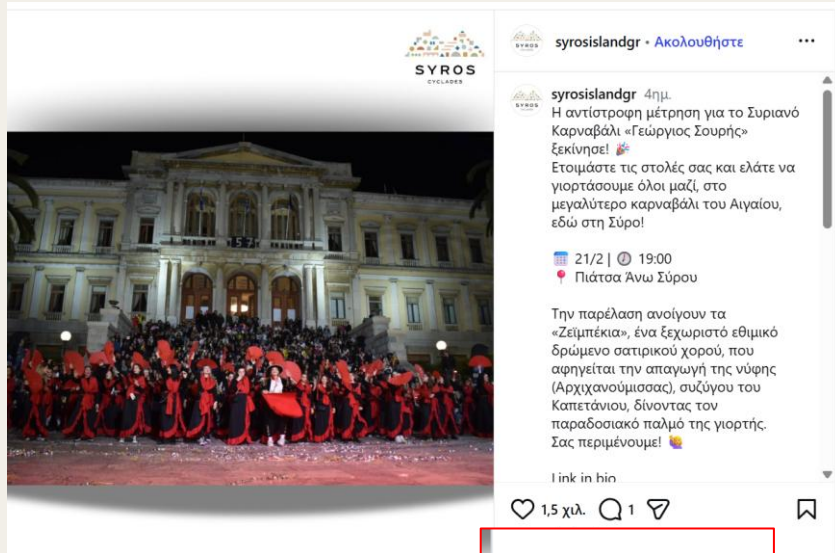 SYROS
CYCLADES
57
syrosislandgr • Ακολουθήστε
SYROS
syrosislandgr 4ημ.
SYROS
Η αντίστροφη μέτρηση για το Συριανό
Καρναβάλι «Γεώργιος Σουρής»
ξεκίνησε! 🎉
Ετοιμάστε τις στολές σας και ελάτε να
γιορτάσουμε όλοι μαζί, στο
μεγαλύτερο καρναβάλι του Αιγαίου,
εδώ στη Σύρο!
🗓️ 21/2 | 🕖 19:00
📍 Πιάτσα Άνω Σύρου
Την παρέλαση ανοίγουν τα
«Ζεϊμπέκια», ένα ξεχωριστό εθιμικό
δρώμενο σατιρικού χορού, που
αφηγείται την απαγωγή της νύφης
(Αρχιχανούμισσας), συζύγου του
Καπετάνιου, δίνοντας τον
παραδοσιακό παλμό της γιορτής.
Σας περιμένουμε! 🎊
Link in bio
1,5 χιλ. 1